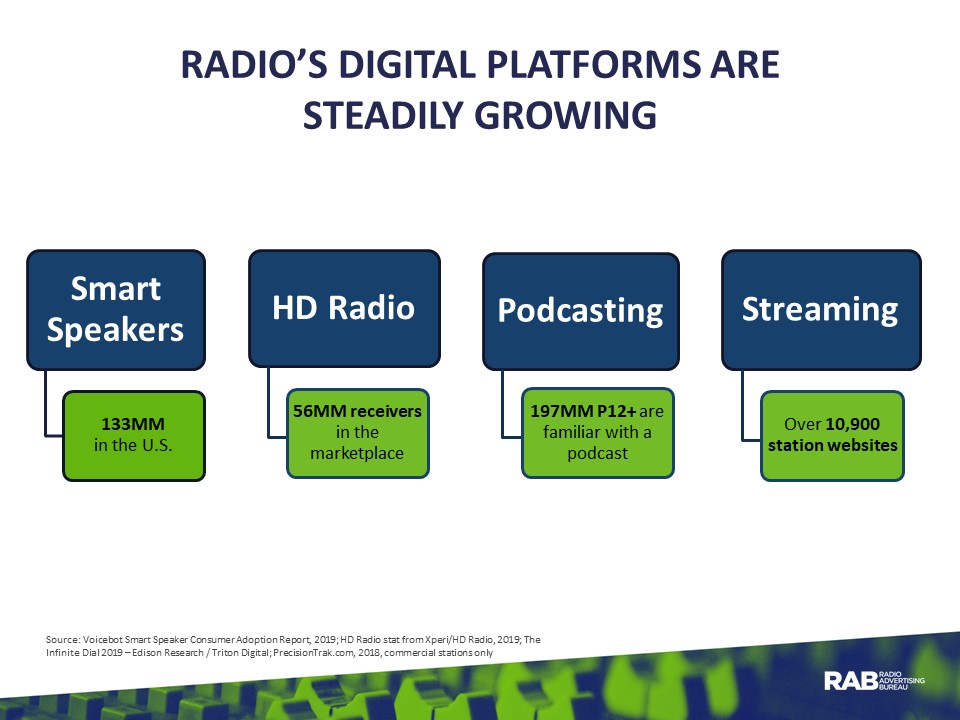 RADIO’S DIGITAL PLATFORMS ARE
STEADILY GROWING
Smart
Speakers
133MM
in the U.S.
HD Radio
56MM receivers
in the
marketplace
Podcasting
197MM P12+ are
familiar with a
podcast
Streaming
Over 10,900
station websites
Source: Voicebot Smart Speaker Consumer Adoption Report, 2019; HD Radio stat from Xperi/HD Radio, 2019; The
Infinite Dial 2019 – Edison Research / Triton Digital; PrecisionTrak.com, 2018, commercial stations only
RAB RADIO
ADVERTISING
BUREAU